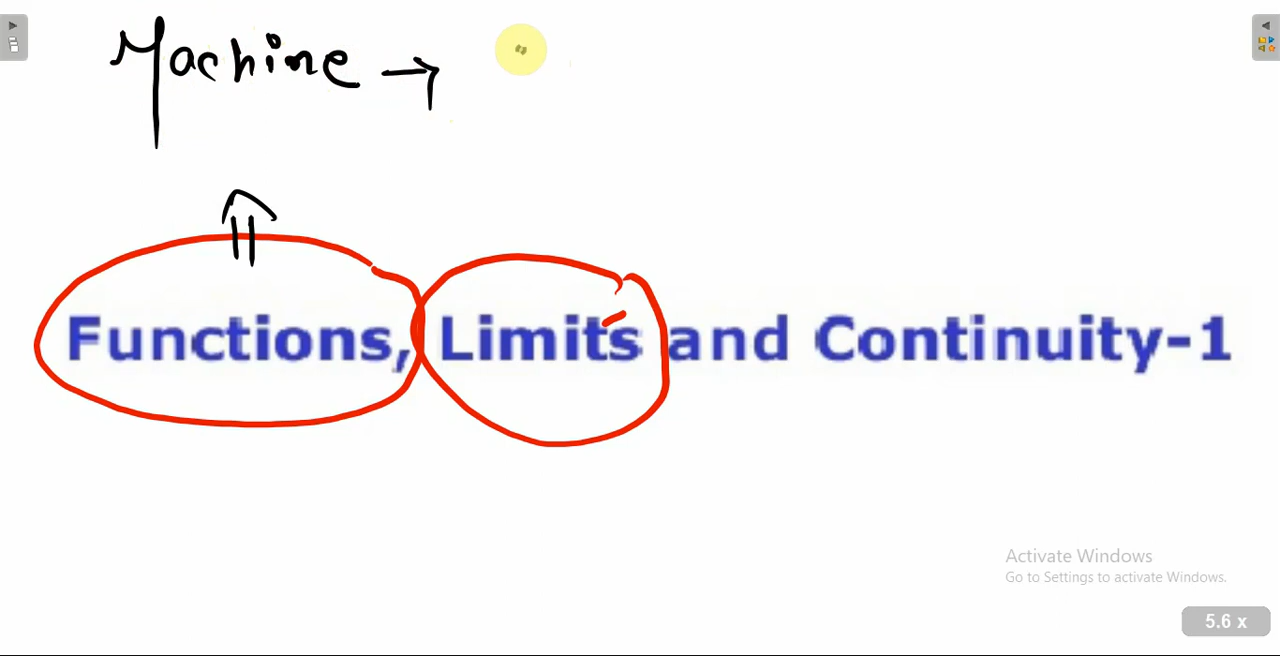 Machine →
Functions, Limits and Continuity-1
Activate Windows
Go to Settings to activate Windows.
5.6 x